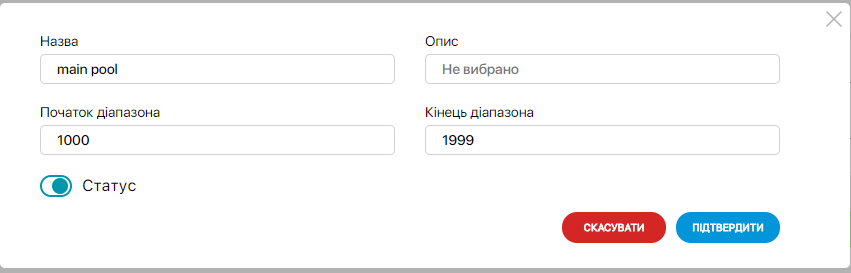 Назва Опис
main pool Не вибрано
Початок діапазона Кінець діапазона
1000 1999
Статус
СКАСУВАТИ ПІДТВЕРДИТИ